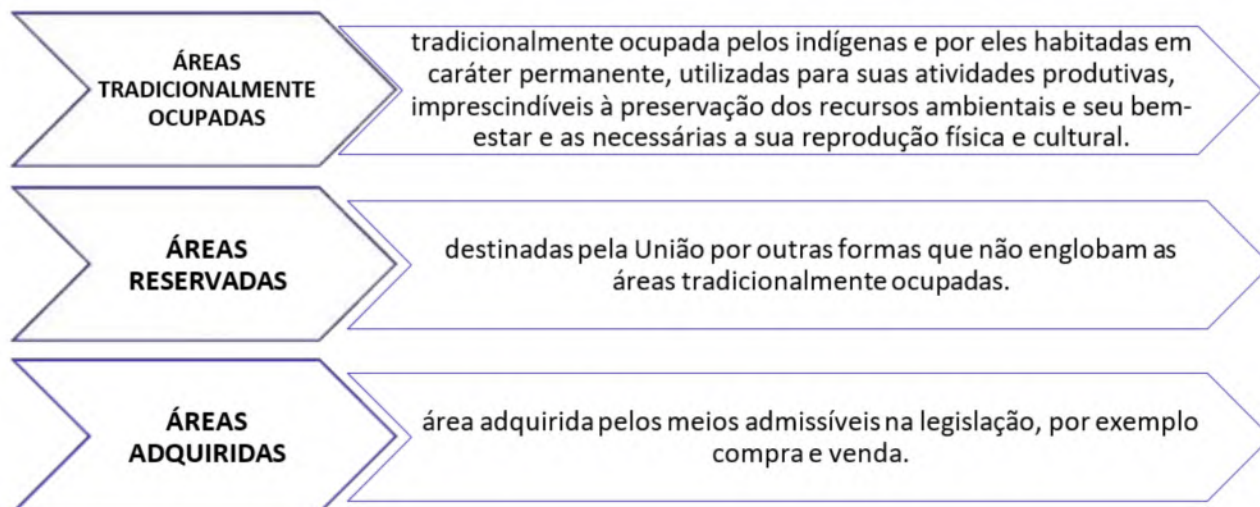 ÁREAS
TRADICIONALMENTE
OCUPADAS
tradicionalmente ocupada pelos indígenas e por eles habitadas em
caráter permanente, utilizadas para suas atividades produtivas,
imprescindíveis à preservação dos recursos ambientais e seu bem-
estar e as necessárias a sua reprodução física e cultural.
ÁREAS
RESERVADAS
destinadas pela União por outras formas que não englobam as
áreas tradicionalmente ocupadas.
ÁREAS
ADQUIRIDAS
área adquirida pelos meios admissíveis na legislação, por exemplo
compra e venda.